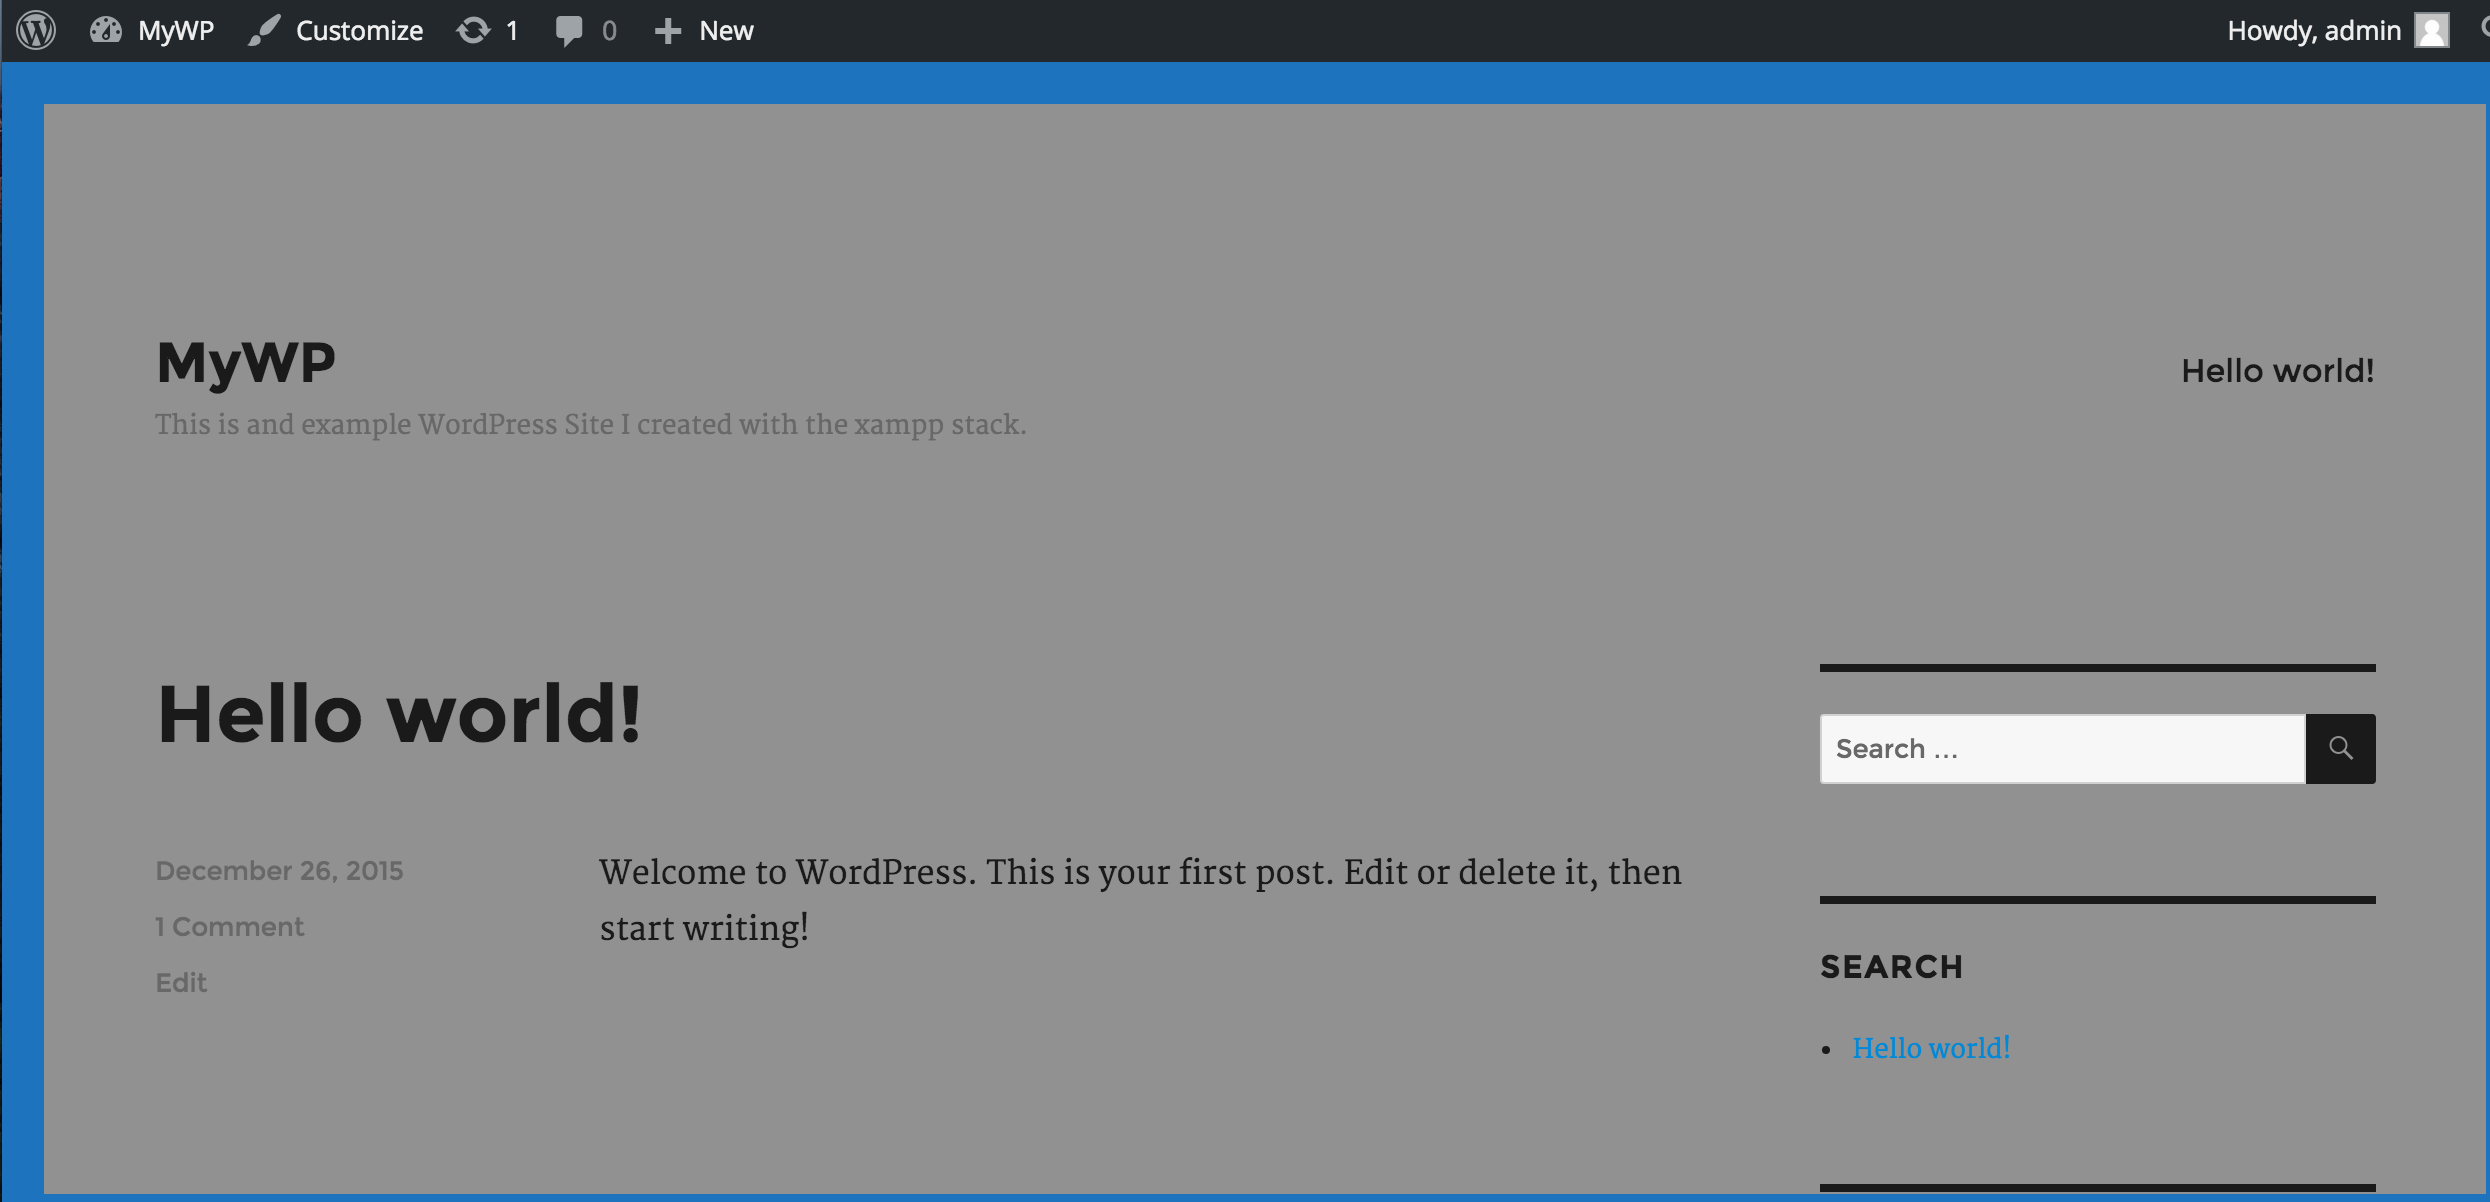 MyWP Customize 1 0 New Howdy, admin
MyWP
Hello world!
This is and example WordPress Site I created with the xampp stack.
Hello world!
Search ...
December 26, 2015
1 Comment
Edit
Welcome to WordPress. This is your first post. Edit or delete it, then
start writing!
SEARCH
Hello world!